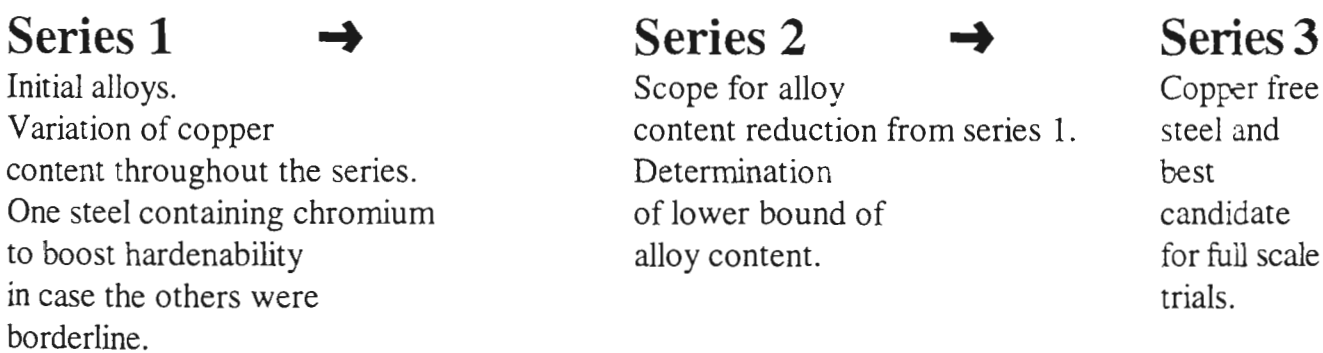 Series 1 →
Initial alloys.
Variation of copper
content throughout the series.
One steel containing chromium
to boost hardenability
in case the others were
borderline.
Series 2 →
Scope for alloy
content reduction from series 1.
Determination
of lower bound of
alloy content.
Series 3
Copper free
steel and
best
candidate
for full scale
trials.